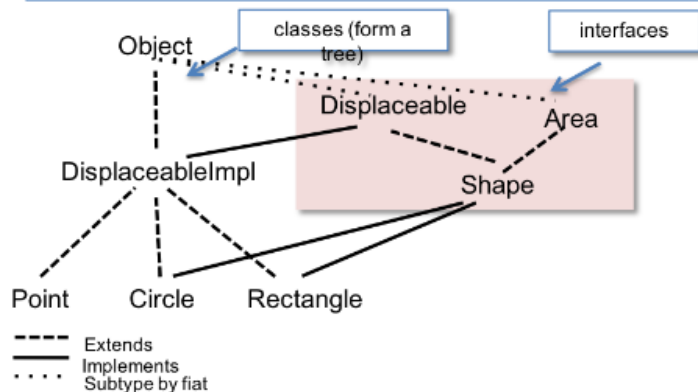 classes (form a
tree)
interfaces
Object
Displaceable
Area
DisplaceableImpl
Shape
Point
Circle
Rectangle
Extends
Implements
Subtype by fiat